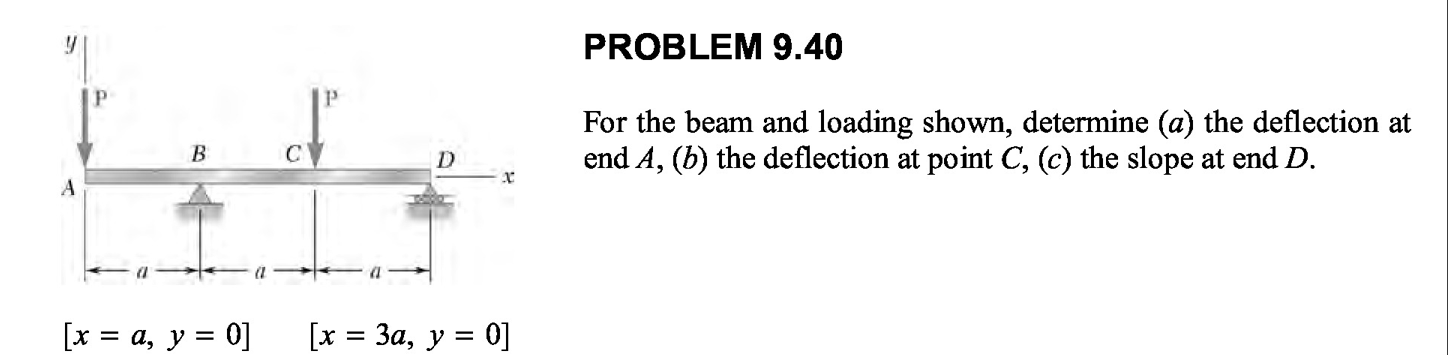 PROBLEM 9.40
For the beam and loading shown, determine (a) the deflection at
end A, (b) the deflection at point C, (c) the slope at end D.
y
P P
B C D
x
A
a a a
[x = a, y = 0] [x = 3a, y = 0]